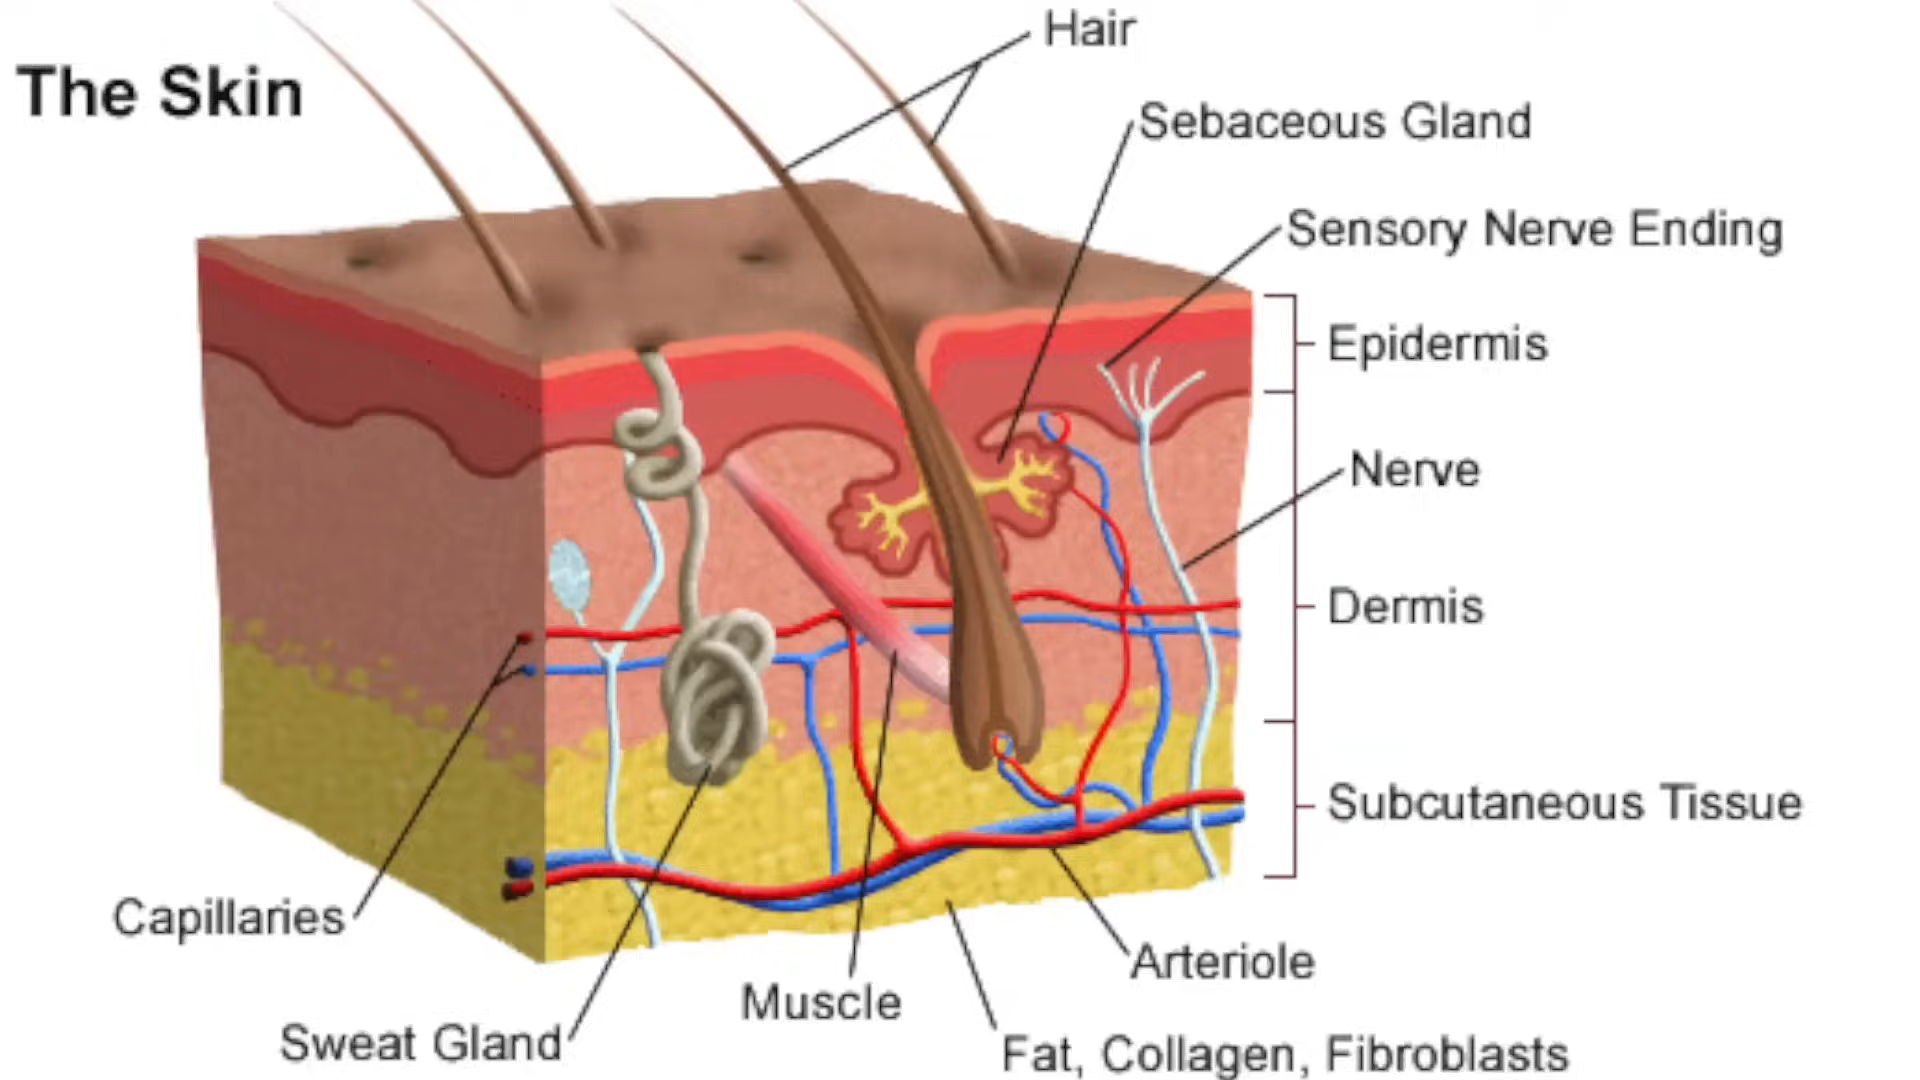 The Skin
Hair
Sebaceous Gland
Sensory Nerve Ending
Epidermis
Nerve
Dermis
Subcutaneous Tissue
Capillaries
Arteriole
Muscle
Sweat Gland
Fat, Collagen, Fibroblasts